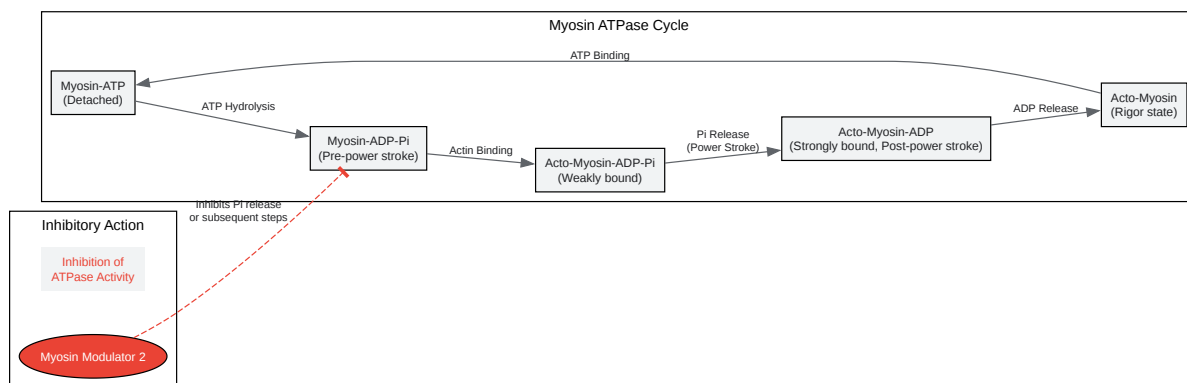 Myosin ATPase Cycle
ATP Binding
Myosin-ATP
(Detached)
ATP Hydrolysis
Myosin-ADP-Pi
(Pre-power stroke)
Actin Binding
Acto-Myosin-ADP-Pi
(Weakly bound)
Pi Release
(Power Stroke)
Acto-Myosin-ADP
(Strongly bound, Post-power stroke)
ADP Release
Acto-Myosin
(Rigor state)
Inhibits Pi release
or subsequent steps
Inhibitory Action
Inhibition of
ATPase Activity
Myosin Modulator 2